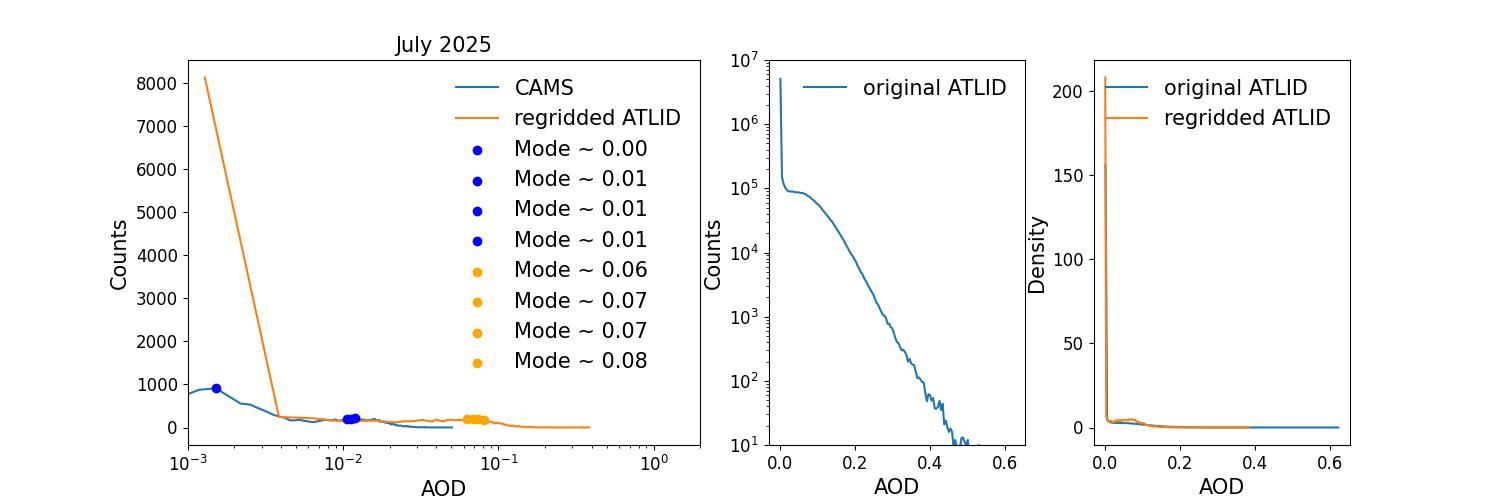 July 2025
8000
7000
6000
5000
4000
3000
2000
1000
0
Counts
10⁻³
10⁻²
10⁻¹
10⁰
AOD
CAMS
regridded ATLID
Mode ~ 0.00
Mode ~ 0.01
Mode ~ 0.01
Mode ~ 0.01
Mode ~ 0.06
Mode ~ 0.07
Mode ~ 0.07
Mode ~ 0.08
10⁷
10⁶
10⁵
10⁴
10³
10²
10¹
Counts
0.0
0.2
0.4
0.6
AOD
original ATLID
200
150
100
50
0
Density
0.0
0.2
0.4
0.6
AOD
original ATLID
regridded ATLID